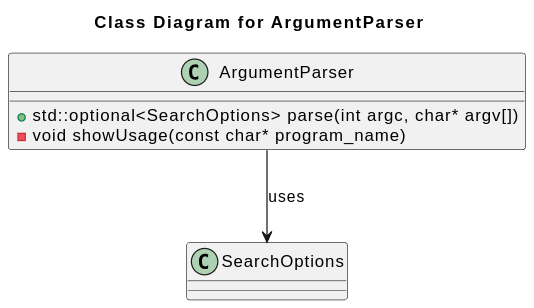 Class Diagram for ArgumentParser
C ArgumentParser
std::optional<SearchOptions> parse(int argc, char* argv[])
void showUsage(const char* program_name)
uses
C SearchOptions